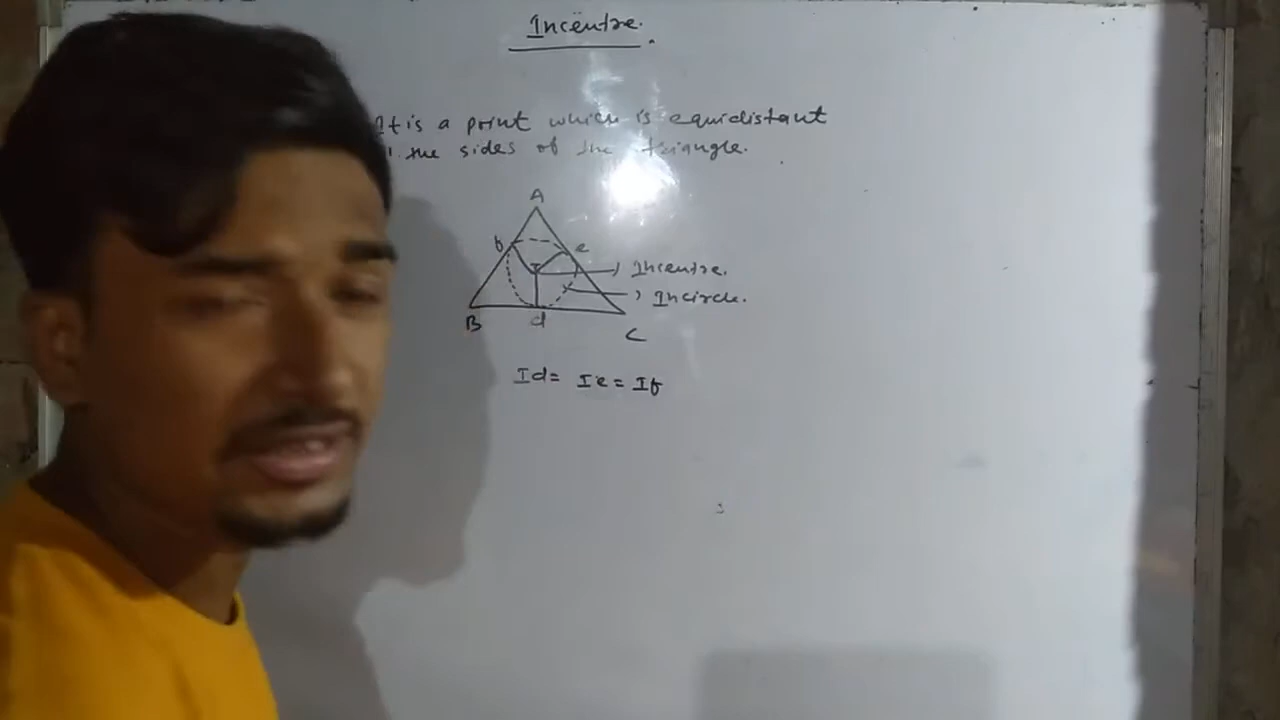 Incentre.
It is a point which is equidistant
the sides of the triangle.
A
f e
I
Incentre.
Incircle.
B d C
Id = Ie = If